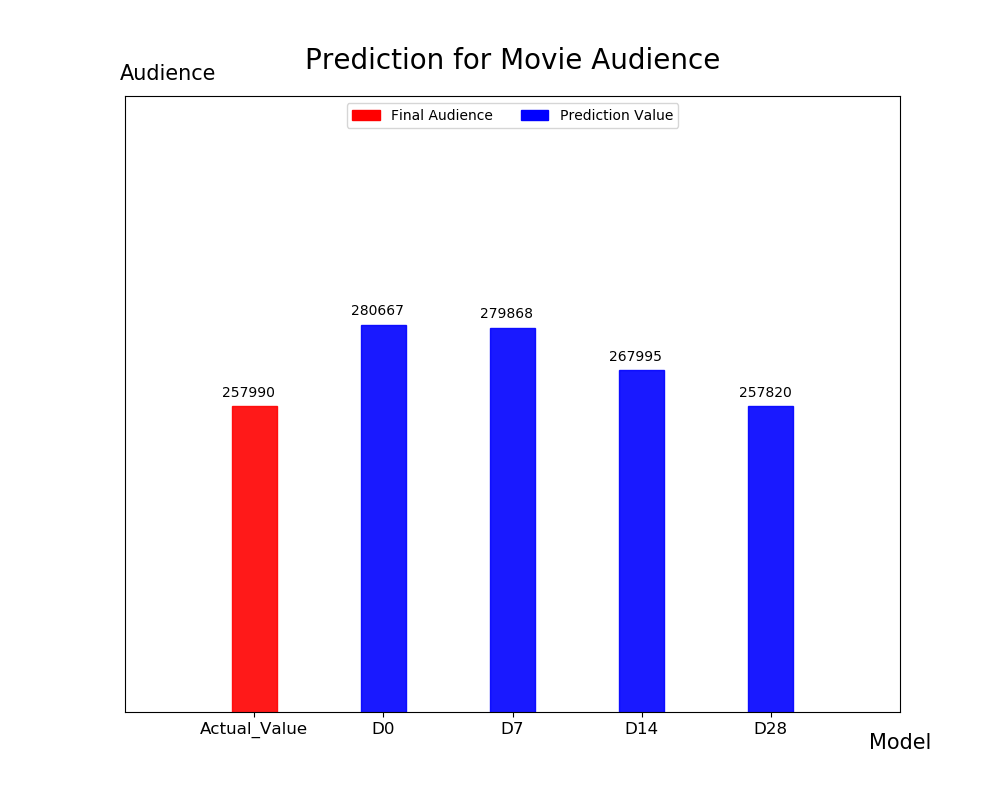 Prediction for Movie Audience
Audience
Final Audience Prediction Value
280667
279868
267995
257990
257820
Actual_Value D0 D7 D14 D28
Model